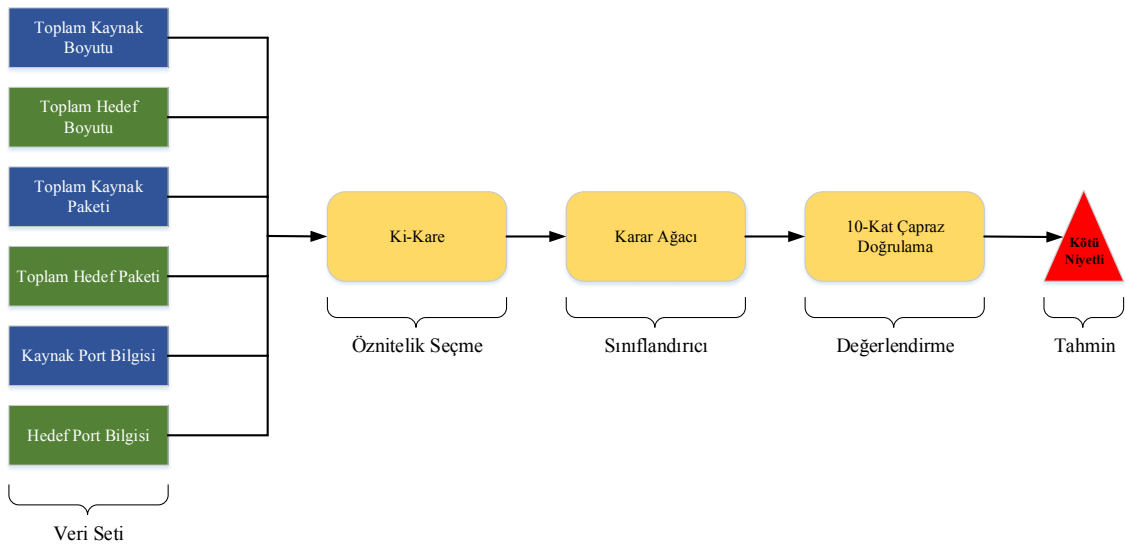 Toplam Kaynak
Boyutu
Toplam Hedef
Boyutu
Toplam Kaynak
Paketi
Toplam Hedef Paketi
Kaynak Port Bilgisi
Hedef Port Bilgisi
Veri Seti
Ki-Kare
Öznitelik Seçme
Karar Ağacı
Sınıflandırıcı
10-Kat Çapraz
Doğrulama
Değerlendirme
Kötü
Niyetli
Tahmin